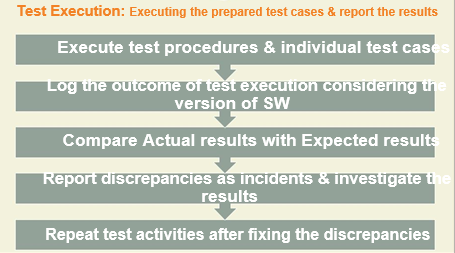 Test Execution: Executing the prepared test cases & report the results
Execute test procedures & individual test cases
Log the outcome of test execution considering the
version of SW
Compare Actual results with Expected results
Report discrepancies as incidents & investigate the
results
Repeat test activities after fixing the discrepancies